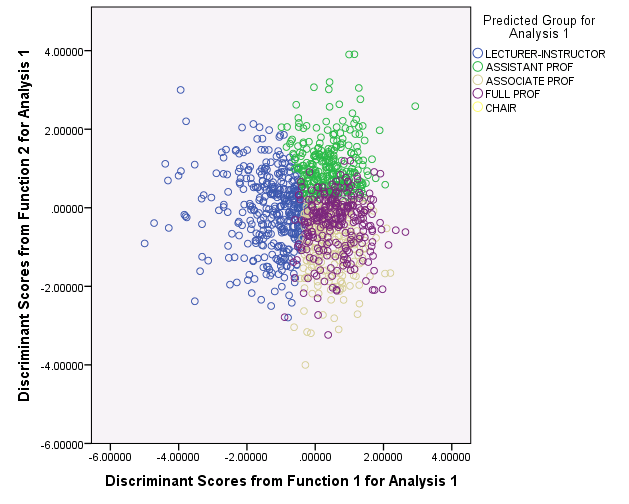 Predicted Group for
Analysis 1
LECTURER-INSTRUCTOR
ASSISTANT PROF
ASSOCIATE PROF
FULL PROF
CHAIR
4.00000
2.00000
.00000
-2.00000
-4.00000
-6.00000
Discriminant Scores from Function 2 for Analysis 1
-6.00000 -4.00000 -2.00000 .00000 2.00000 4.00000
Discriminant Scores from Function 1 for Analysis 1